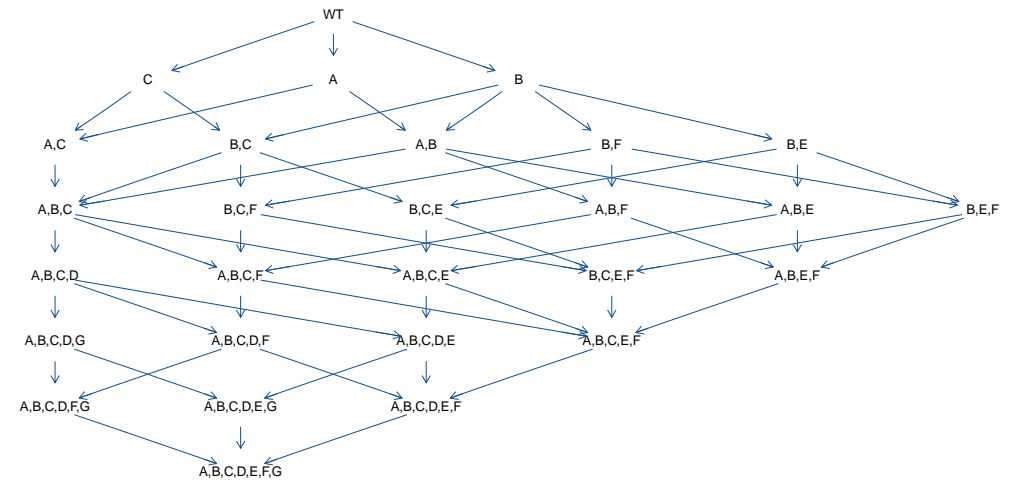 WT
C A B
A,C B,C A,B B,F B,E
A,B,C B,C,F B,C,E A,B,F A,B,E B,E,F
A,B,C,D A,B,C,F A,B,C,E B,C,E,F A,B,E,F
A,B,C,D,G A,B,C,D,F A,B,C,D,E A,B,C,E,F
A,B,C,D,F,G A,B,C,D,E,G A,B,C,D,E,F
A,B,C,D,E,F,G